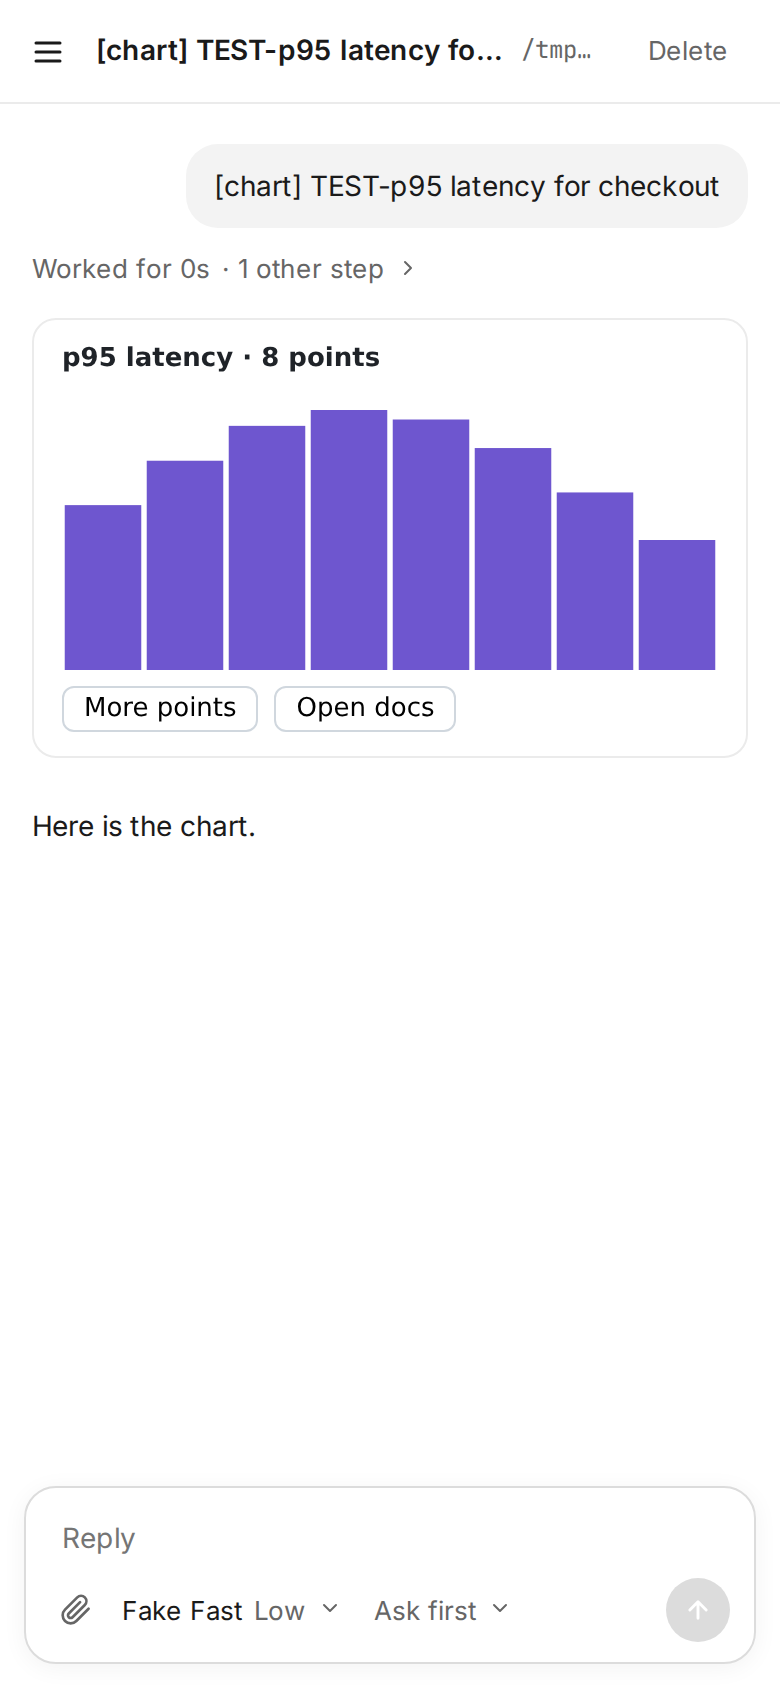 [chart] TEST-p95 latency fo… /tmp… Delete
[chart] TEST-p95 latency for checkout
Worked for 0s · 1 other step
p95 latency · 8 points
More points Open docs
Here is the chart.
Reply
Fake Fast Low Ask first